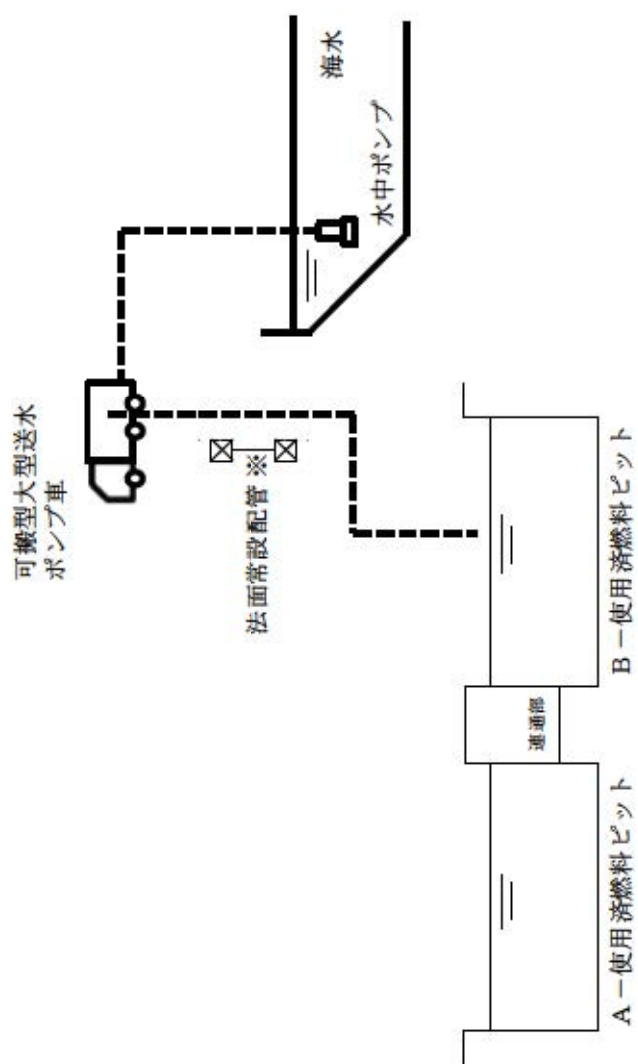 可搬型大型送水
ポンプ車
海水
水中ポンプ
法面常設配管 ※
連通部
A－使用済燃料ピット
B－使用済燃料ピット